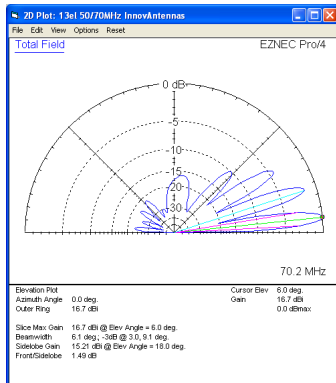 2D Plot: 13el 50/70MHz InnovAntennas
File Edit View Options Reset
Total Field
EZNEC Pro/4
0 dB
-5
-10
-15
-20
-30
70.2 MHz
Elevation Plot
Azimuth Angle 0.0 deg.
Outer Ring 16.7 dBi
Cursor Elev 6.0 deg.
Gain 16.7 dBi
0.0 dBmax
Slice Max Gain 16.7 dBi @ Elev Angle = 6.0 deg.
Beamwidth 6.1 deg.; -3dB @ 3.0, 9.1 deg.
Sidelobe Gain 15.21 dBi @ Elev Angle = 18.0 deg.
Front/Sidelobe 1.49 dB